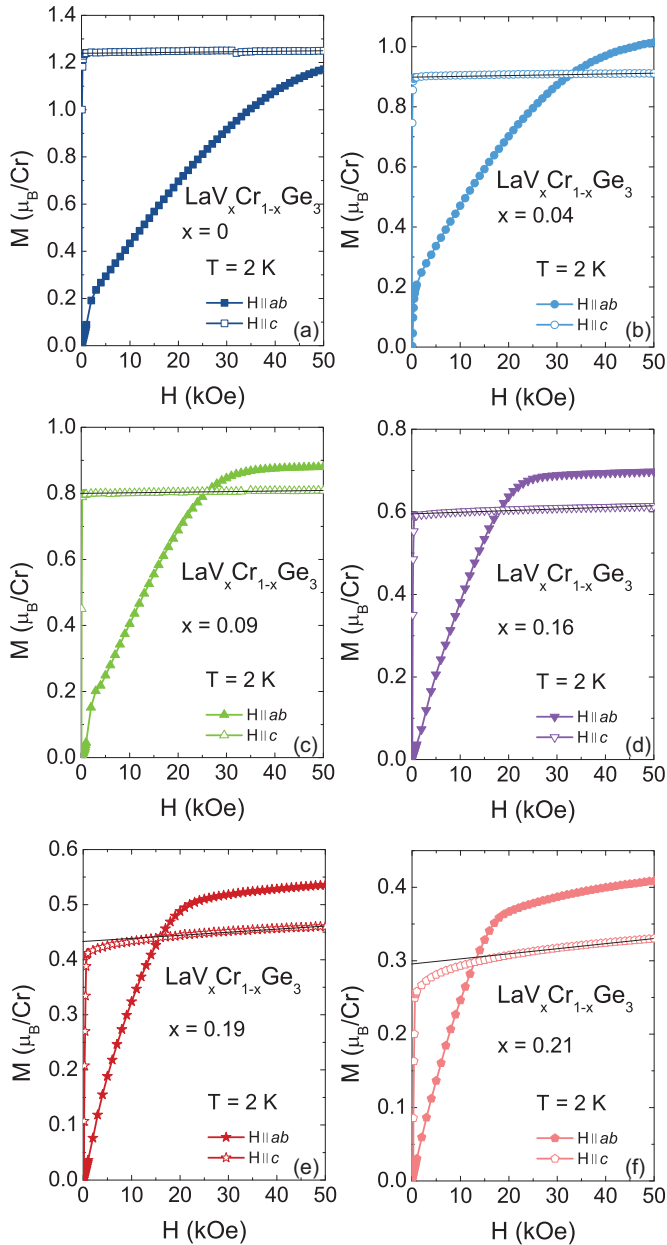 1.4
1.2
1.0
0.8
0.6
0.4
0.2
0.0
M (μB/Cr)
LaVxCr1-xGe3
x = 0
T = 2 K
H || ab
H || c
(a)
0 10 20 30 40 50
H (kOe)
1.0
0.8
0.6
0.4
0.2
0.0
M (μB/Cr)
LaVxCr1-xGe3
x = 0.04
T = 2 K
H || ab
H || c
(b)
0 10 20 30 40 50
H (kOe)
1.0
0.8
0.6
0.4
0.2
0.0
M (μB/Cr)
LaVxCr1-xGe3
x = 0.09
T = 2 K
H || ab
H || c
(c)
0 10 20 30 40 50
H (kOe)
0.8
0.6
0.4
0.2
0.0
M (μB/Cr)
LaVxCr1-xGe3
x = 0.16
T = 2 K
H || ab
H || c
(d)
0 10 20 30 40 50
H (kOe)
0.6
0.5
0.4
0.3
0.2
0.1
0.0
M (μB/Cr)
LaVxCr1-xGe3
x = 0.19
T = 2 K
H || ab
H || c
(e)
0 10 20 30 40 50
H (kOe)
0.4
0.3
0.2
0.1
0.0
M (μB/Cr)
LaVxCr1-xGe3
x = 0.21
T = 2 K
H || ab
H || c
(f)
0 10 20 30 40 50
H (kOe)